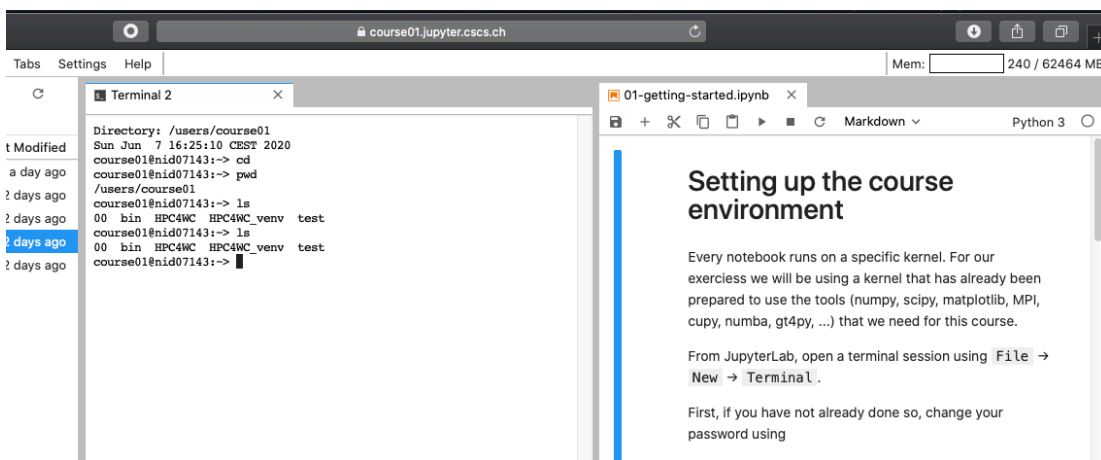 course01.jupyter.cscs.ch
Tabs Settings Help
Mem: 240 / 62464 MB
t Modified
a day ago
2 days ago
2 days ago
2 days ago
2 days ago
Terminal 2
Directory: /users/course01
Sun Jun  7 16:25:10 CEST 2020
course01@nid07143:~> cd
course01@nid07143:~> pwd
/users/course01
course01@nid07143:~> ls
00  bin  HPC4WC  HPC4WC_venv  test
course01@nid07143:~> ls
00  bin  HPC4WC  HPC4WC_venv  test
course01@nid07143:~>
01-getting-started.ipynb
Markdown Python 3
Setting up the course
environment
Every notebook runs on a specific kernel. For our
exerciess we will be using a kernel that has already been
prepared to use the tools (numpy, scipy, matplotlib, MPI,
cupy, numba, gt4py, ...) that we need for this course.
From JupyterLab, open a terminal session using File →
New → Terminal .
First, if you have not already done so, change your
password using